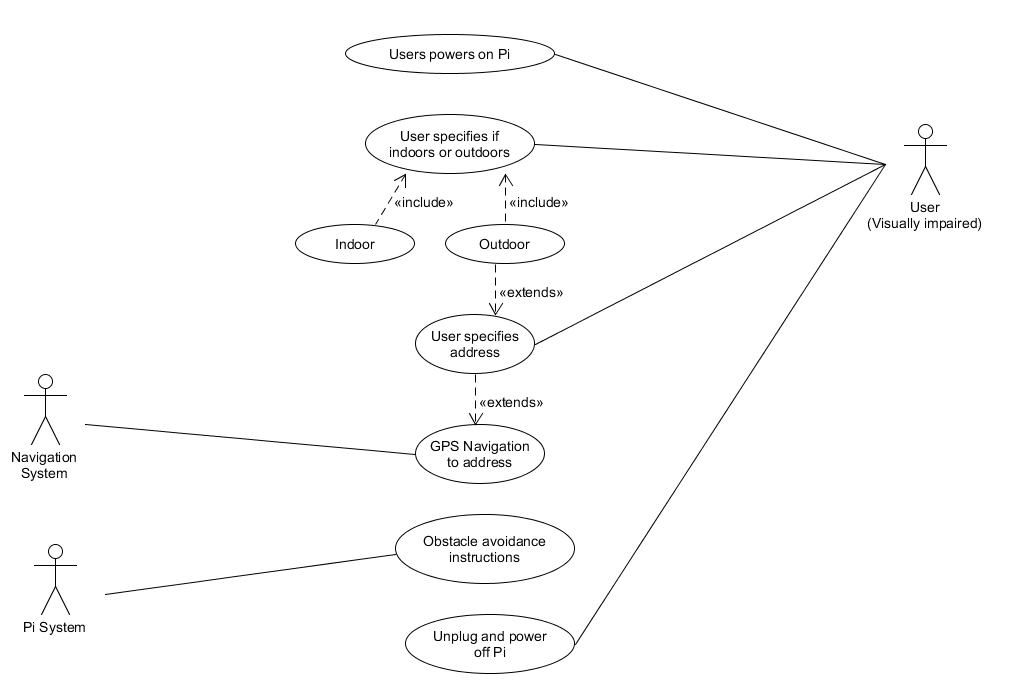 Users powers on Pi
User specifies if
indoors or outdoors
«include»
«include»
Indoor
Outdoor
User
(Visually impaired)
«extends»
User specifies
address
«extends»
GPS Navigation
to address
Navigation
System
Obstacle avoidance
instructions
Pi System
Unplug and power
off Pi